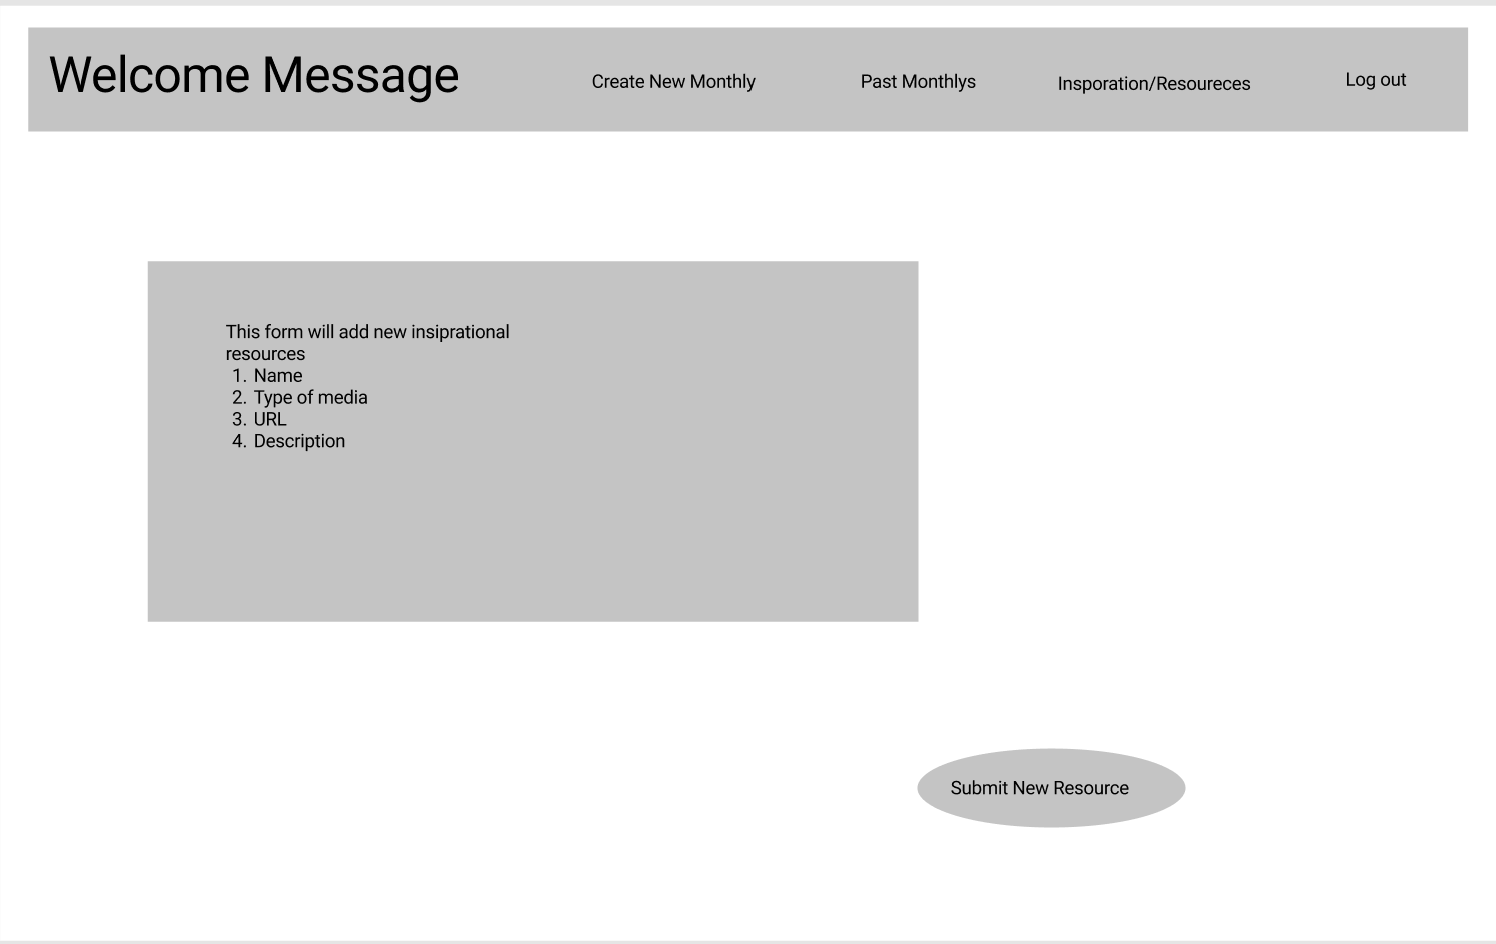 Welcome Message
Create New Monthly
Past Monthlys
Insporation/Resoureces
Log out
This form will add new insiprational
resources
1. Name
2. Type of media
3. URL
4. Description
Submit New Resource